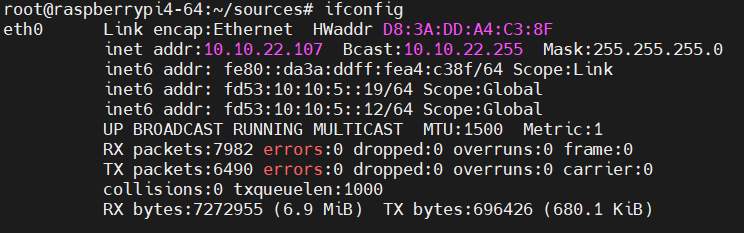 root@raspberrypi4-64:~/sources# ifconfig
eth0      Link encap:Ethernet  HWaddr D8:3A:DD:A4:C3:8F
          inet addr:10.10.22.107  Bcast:10.10.22.255  Mask:255.255.255.0
          inet6 addr: fe80::da3a:ddff:fea4:c38f/64 Scope:Link
          inet6 addr: fd53:10:10:5::19/64 Scope:Global
          inet6 addr: fd53:10:10:5::12/64 Scope:Global
          UP BROADCAST RUNNING MULTICAST  MTU:1500  Metric:1
          RX packets:7982 errors:0 dropped:0 overruns:0 frame:0
          TX packets:6490 errors:0 dropped:0 overruns:0 carrier:0
          collisions:0 txqueuelen:1000
          RX bytes:7272955 (6.9 MiB)  TX bytes:696426 (680.1 KiB)